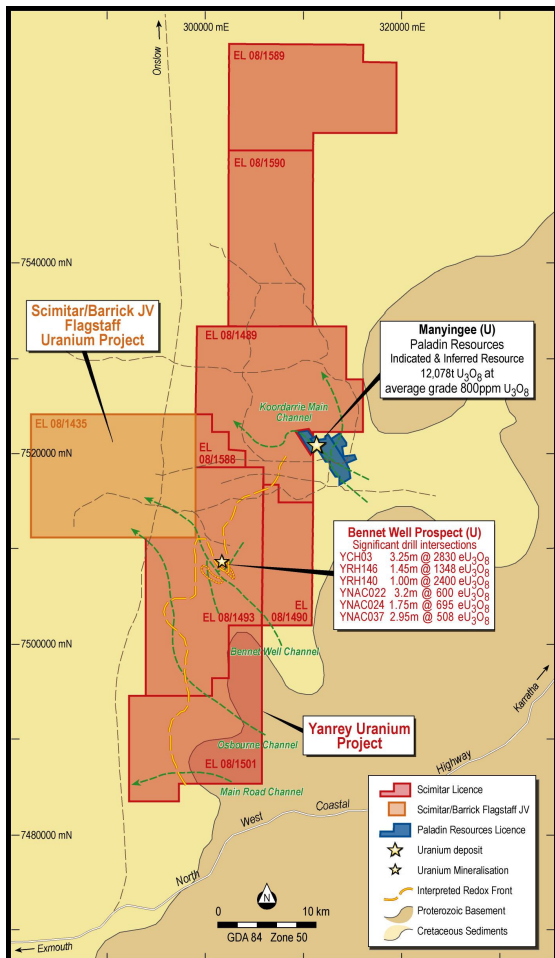 300000 mE
320000 mE
Onslow
EL 08/1589
EL 08/1590
7540000 mN
Scimitar/Barrick JV
Flagstaff
Uranium Project
EL 08/1489
Manyingee (U)
Paladin Resources
Indicated & Inferred Resource
12,078t U₃O₈ at
average grade 800ppm U₃O₈
Koordarrie Main
Channel
EL 08/1435
7520000 mN
EL
08/1588
Bennet Well Prospect (U)
Significant drill intersections
YCH03 3.25m @ 2830 eU₃O₈
YRH146 1.45m @ 1348 eU₃O₈
YRH140 1.00m @ 2400 eU₃O₈
YNAC022 3.2m @ 600 eU₃O₈
YNAC024 1.75m @ 695 eU₃O₈
YNAC037 2.95m @ 508 eU₃O₈
EL 08/1493
EL
08/1490
7500000 mN
Bennet Well Channel
Karratha
Yanrey Uranium
Project
Osbourne Channel
EL 08/1501
Main Road Channel
Highway
Coastal
West
North
7480000 mN
Scimitar Licence
Scimitar/Barrick Flagstaff JV
Paladin Resources Licence
Uranium deposit
Uranium Mineralisation
Interpreted Redox Front
Proterozoic Basement
Cretaceous Sediments
N
0 10 km
GDA 84 Zone 50
Exmouth